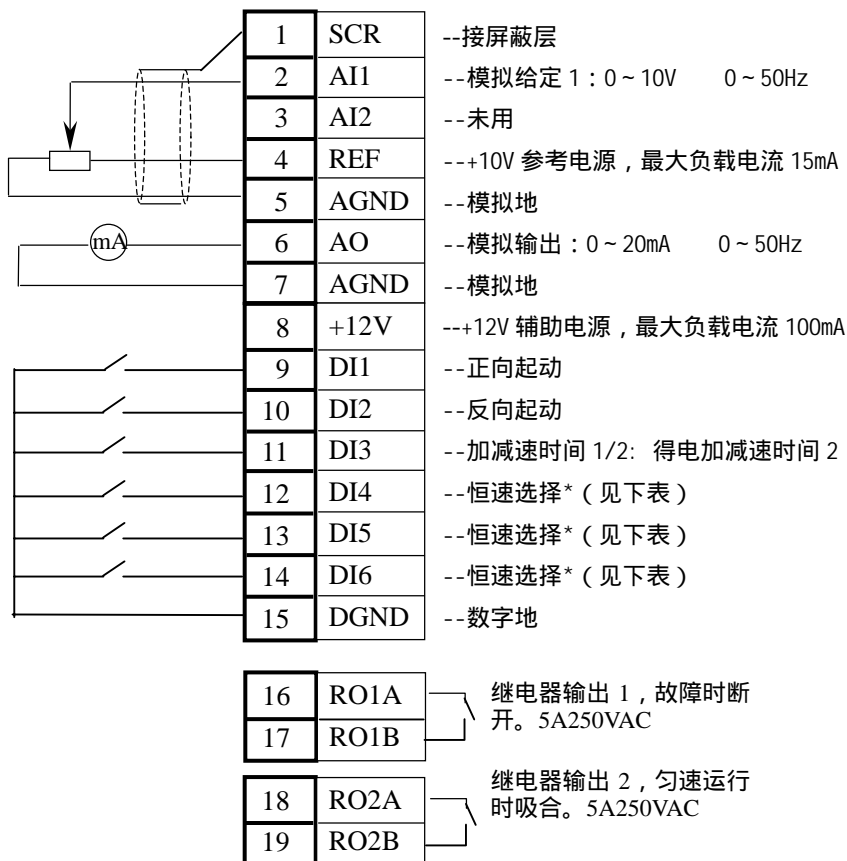 1 SCR --接屏蔽层
2 AI1 --模拟给定 1：0～10V 0～50Hz
3 AI2 --未用
4 REF --+10V 参考电源，最大负载电流 15mA
5 AGND --模拟地
mA 6 AO --模拟输出：0～20mA 0～50Hz
7 AGND --模拟地
8 +12V --+12V 辅助电源，最大负载电流 100mA
9 DI1 --正向起动
10 DI2 --反向起动
11 DI3 --加减速时间 1/2: 得电加减速时间 2
12 DI4 --恒速选择*（见下表）
13 DI5 --恒速选择*（见下表）
14 DI6 --恒速选择*（见下表）
15 DGND --数字地
16 RO1A 继电器输出 1，故障时断
17 RO1B 开。5A250VAC
继电器输出 2，匀速运行
18 RO2A 时吸合。5A250VAC
19 RO2B